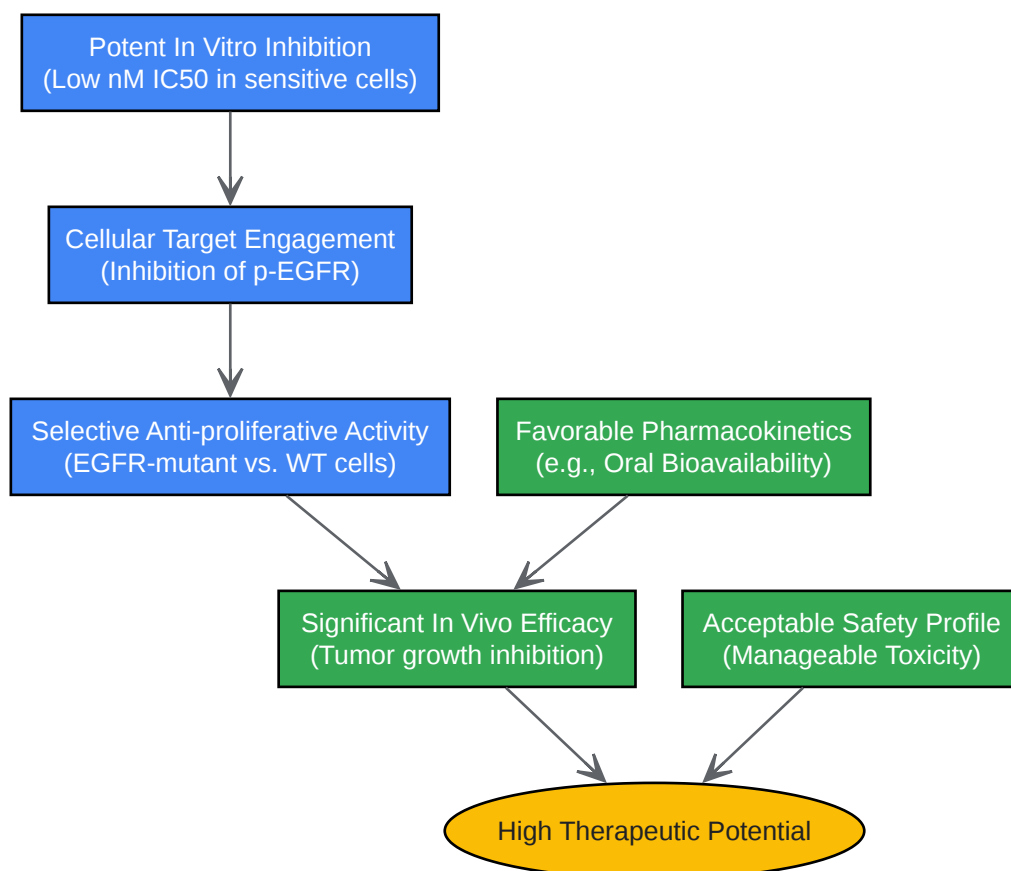 Potent In Vitro Inhibition
(Low nM IC50 in sensitive cells)
Cellular Target Engagement
(Inhibition of p-EGFR)
Selective Anti-proliferative Activity
(EGFR-mutant vs. WT cells)
Favorable Pharmacokinetics
(e.g., Oral Bioavailability)
Significant In Vivo Efficacy
(Tumor growth inhibition)
Acceptable Safety Profile
(Manageable Toxicity)
High Therapeutic Potential